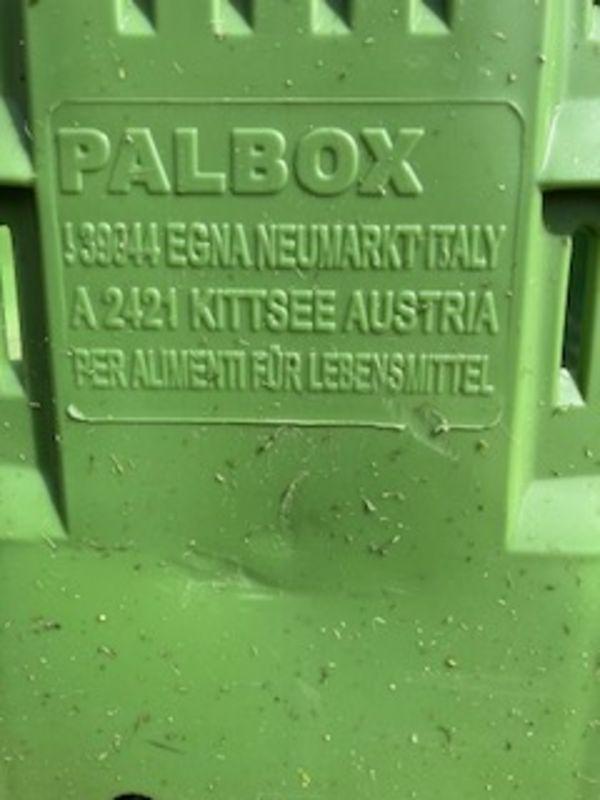 PALBOX
I 39044 EGNA NEUMARKT ITALY
A 2421 KITTSEE AUSTRIA
PER ALIMENTI FÜR LEBENSMITTEL